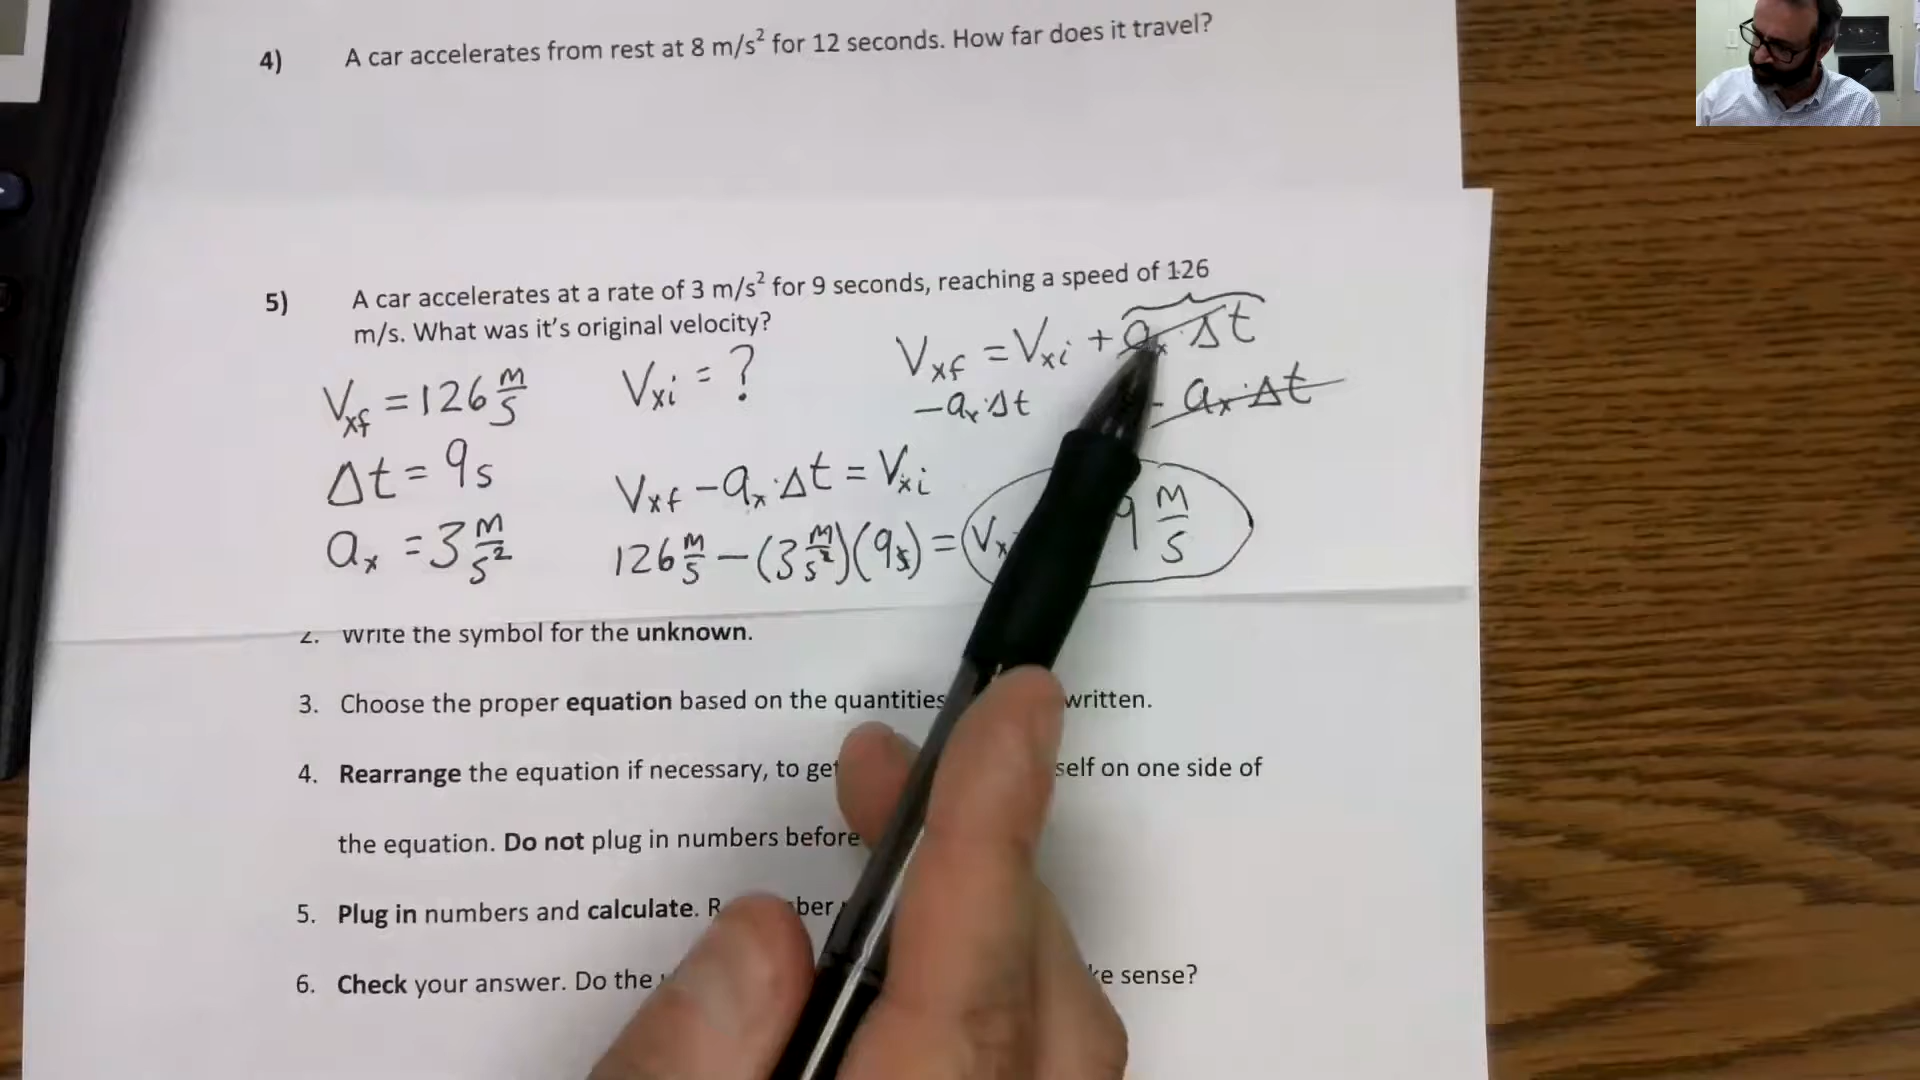 4) A car accelerates from rest at 8 m/s² for 12 seconds. How far does it travel?
5) A car accelerates at a rate of 3 m/s² for 9 seconds, reaching a speed of 126
m/s. What was it's original velocity?
Vxf = Vxi + ax · Δt
- ax · Δt - ax · Δt
Vxf = 126 m/s
Vxi = ?
Δt = 9s
Vxf - ax · Δt = Vxi
ax = 3 m/s²
126 m/s - (3 m/s²)(9s) = Vx 9 m/s
2. Write the symbol for the unknown.
3. Choose the proper equation based on the quantities written.
4. Rearrange the equation if necessary, to get self on one side of
the equation. Do not plug in numbers before
5. Plug in numbers and calculate.
6. Check your answer. Do the sense?